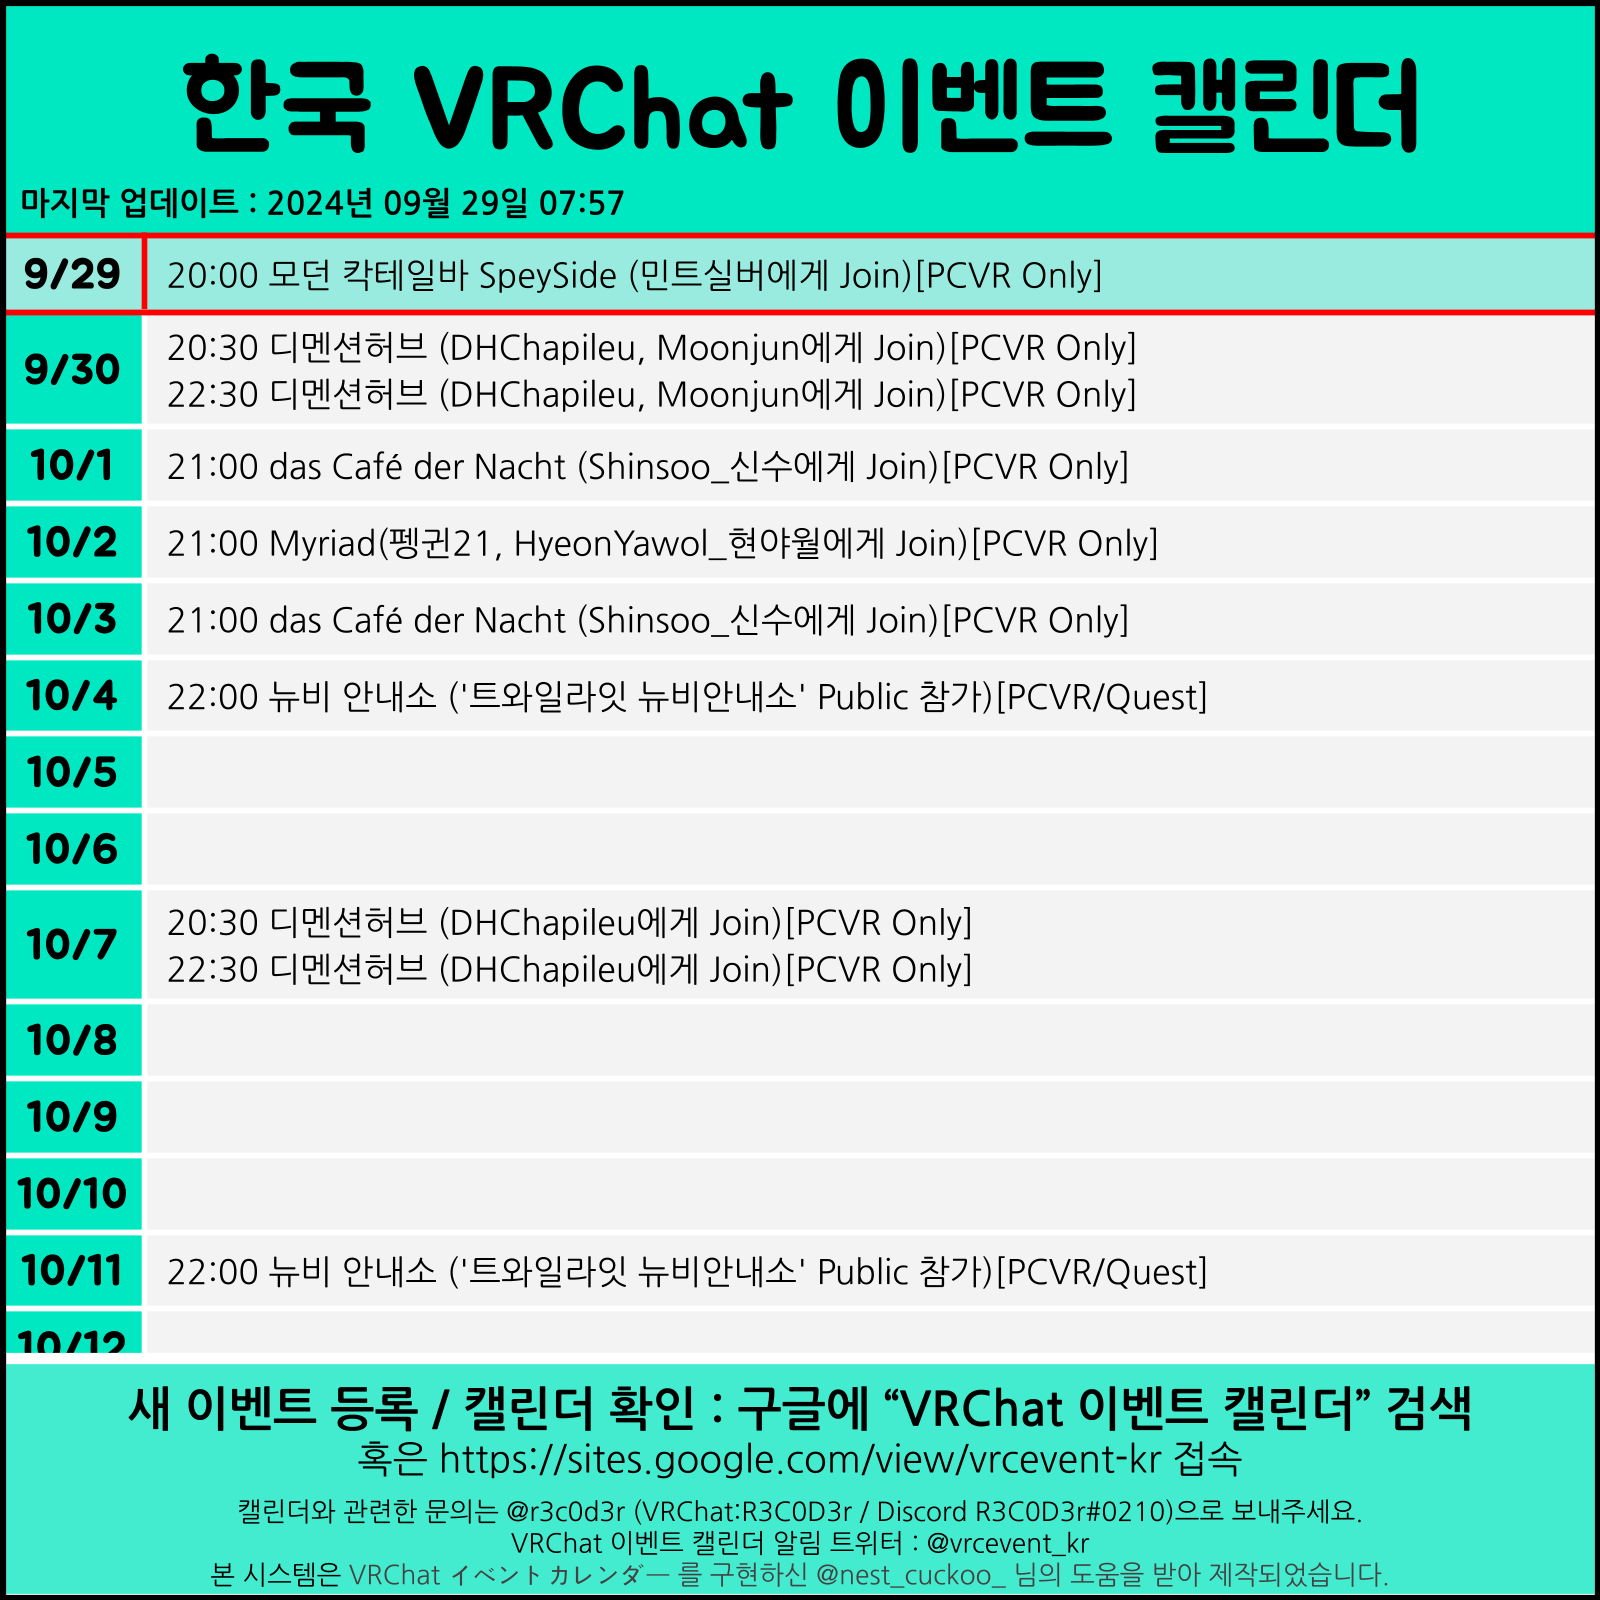 한국 VRChat 이벤트 캘린더
마지막 업데이트 : 2024년 09월 29일 07:57
9/29
20:00 모던 칵테일바 SpeySide (민트실버에게 Join)[PCVR Only]
9/30
20:30 디멘션허브 (DHChapileu, Moonjun에게 Join)[PCVR Only]
22:30 디멘션허브 (DHChapileu, Moonjun에게 Join)[PCVR Only]
10/1
21:00 das Café der Nacht (Shinsoo_신수에게 Join)[PCVR Only]
10/2
21:00 Myriad(펭귄21, HyeonYawol_현야월에게 Join)[PCVR Only]
10/3
21:00 das Café der Nacht (Shinsoo_신수에게 Join)[PCVR Only]
10/4
22:00 뉴비 안내소 ('트와일라잇 뉴비안내소' Public 참가)[PCVR/Quest]
10/5
10/6
10/7
20:30 디멘션허브 (DHChapileu에게 Join)[PCVR Only]
22:30 디멘션허브 (DHChapileu에게 Join)[PCVR Only]
10/8
10/9
10/10
10/11
22:00 뉴비 안내소 ('트와일라잇 뉴비안내소' Public 참가)[PCVR/Quest]
10/12
새 이벤트 등록 / 캘린더 확인 : 구글에 “VRChat 이벤트 캘린더” 검색
혹은 https://sites.google.com/view/vrcevent-kr 접속
캘린더와 관련한 문의는 @r3c0d3r (VRChat:R3C0D3r / Discord R3C0D3r#0210)으로 보내주세요.
VRChat 이벤트 캘린더 알림 트위터 : @vrcevent_kr
본 시스템은 VRChat イベントカレンダー 를 구현하신 @nest_cuckoo_ 님의 도움을 받아 제작되었습니다.